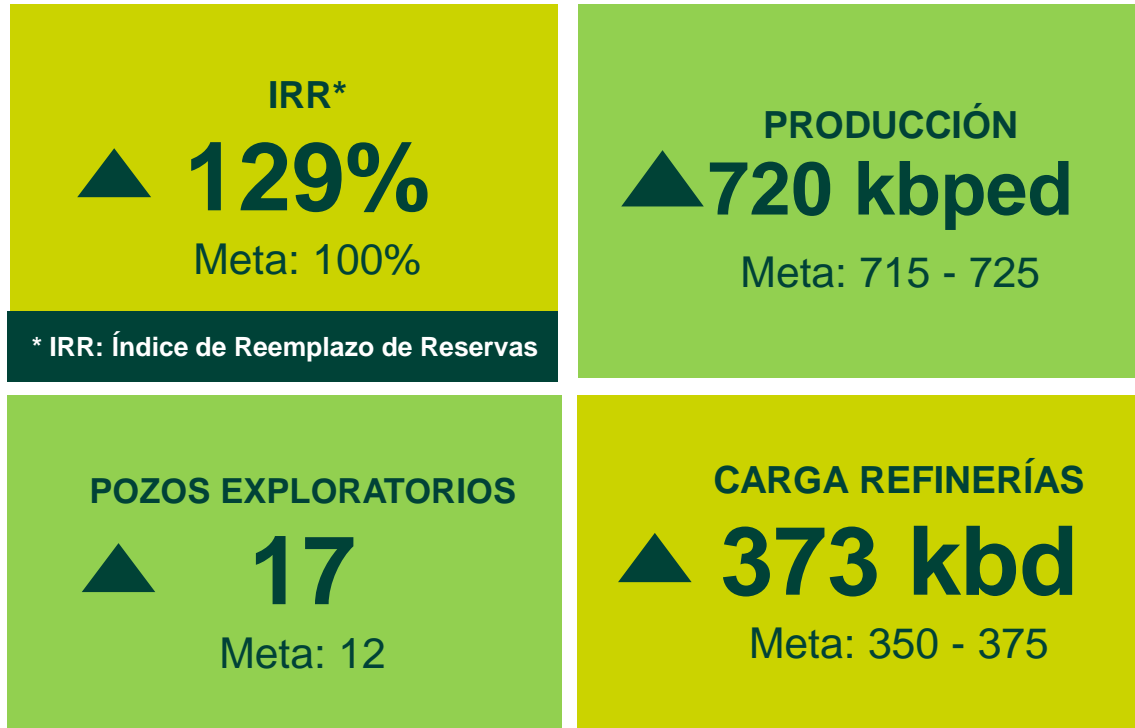 IRR*
129%
Meta: 100%
* IRR: Índice de Reemplazo de Reservas
PRODUCCIÓN
720 kbped
Meta: 715 - 725
POZOS EXPLORATORIOS
17
Meta: 12
CARGA REFINERÍAS
373 kbd
Meta: 350 - 375